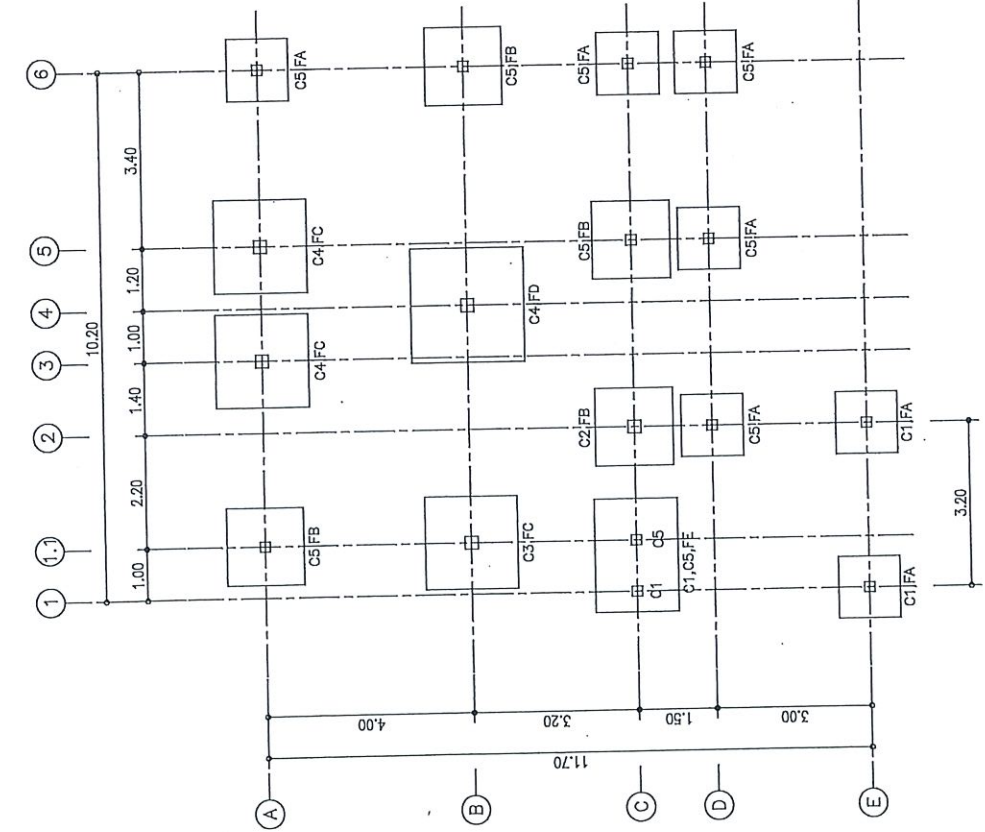 6
5
4
3
2
1.1
1
10.20
3.40
1.20
1.00
1.40
2.20
1.00
C5,FA
C4,FC
C4,FC
C5,FB
C5,FB
C4,FD
C3,FC
C5,FA
C5,FB
C2,FB
C5
C1
C1,C5,FE
C5,FA
C5,FA
C5,FA
C1,FA
C1,FA
3.20
4.00
3.20
1.50
3.00
11.70
A
B
C
D
E